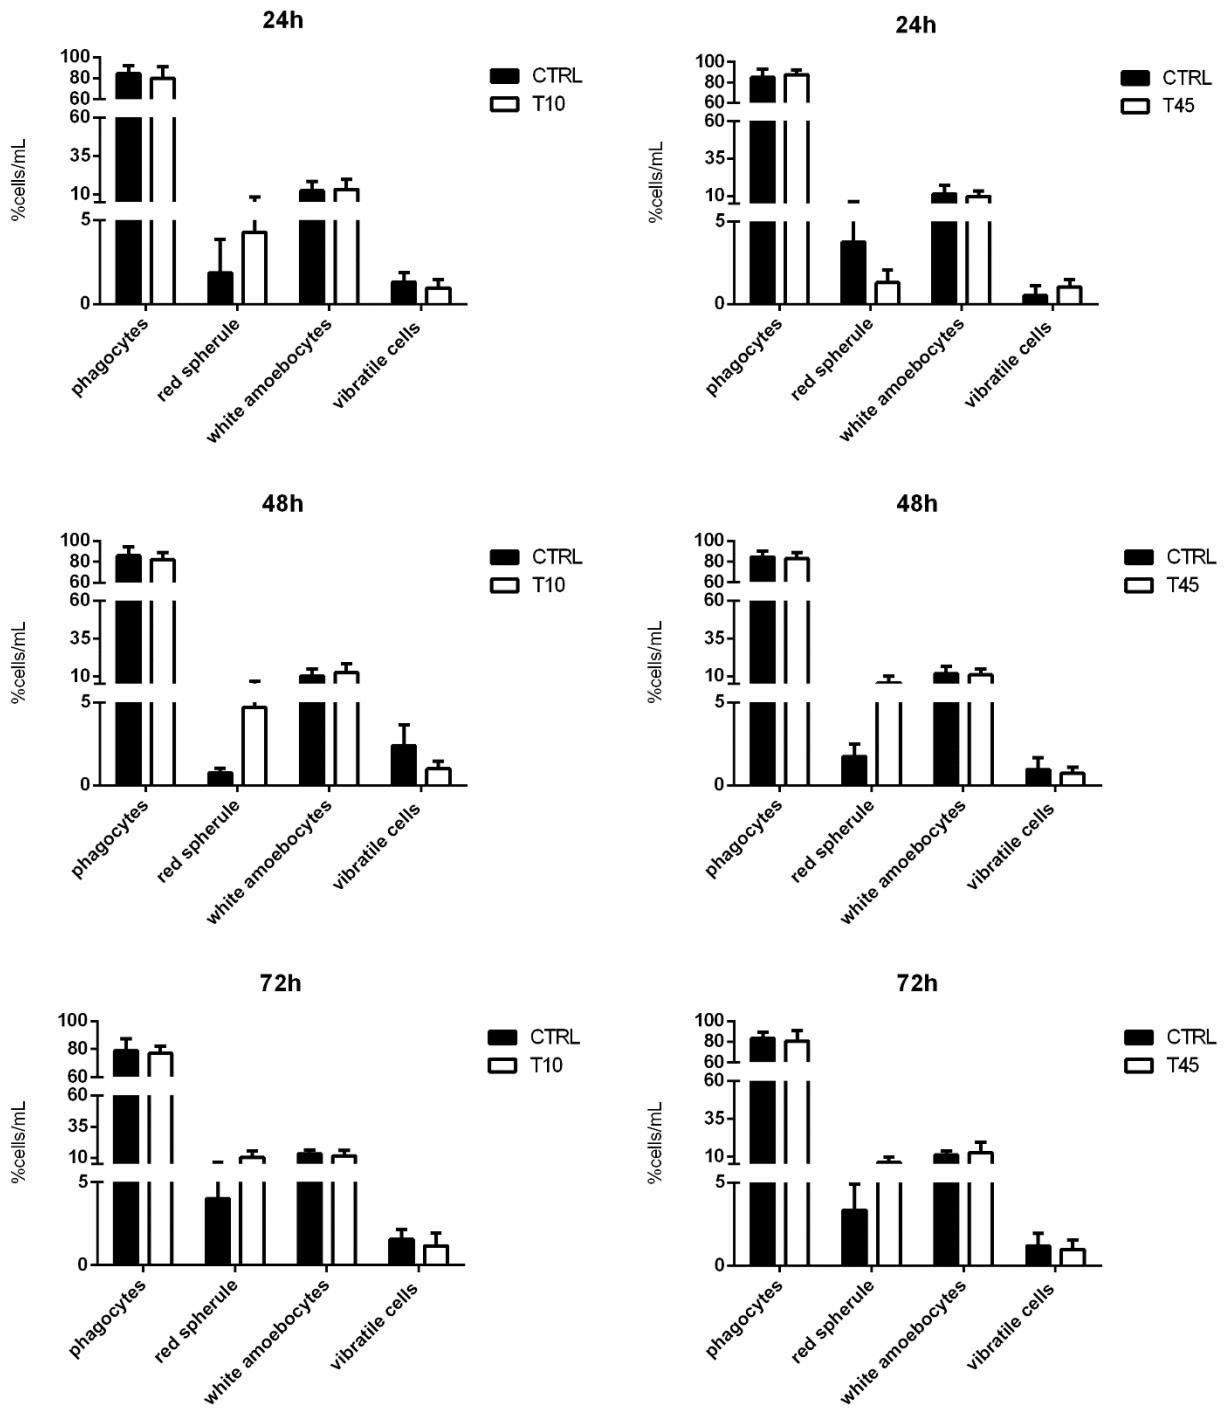 24h
100
80
60
60
35
10
5
0
%cells/mL
CTRL
T10
phagocytes
red spherule
white amoebocytes
vibratile cells
24h
100
80
60
60
35
10
5
0
%cells/mL
CTRL
T45
phagocytes
red spherule
white amoebocytes
vibratile cells
48h
100
80
60
60
35
10
5
0
%cells/mL
CTRL
T10
phagocytes
red spherule
white amoebocytes
vibratile cells
48h
100
80
60
60
35
10
5
0
%cells/mL
CTRL
T45
phagocytes
red spherule
white amoebocytes
vibratile cells
72h
100
80
60
60
35
10
5
0
%cells/mL
CTRL
T10
phagocytes
red spherule
white amoebocytes
vibratile cells
72h
100
80
60
60
35
10
5
0
%cells/mL
CTRL
T45
phagocytes
red spherule
white amoebocytes
vibratile cells